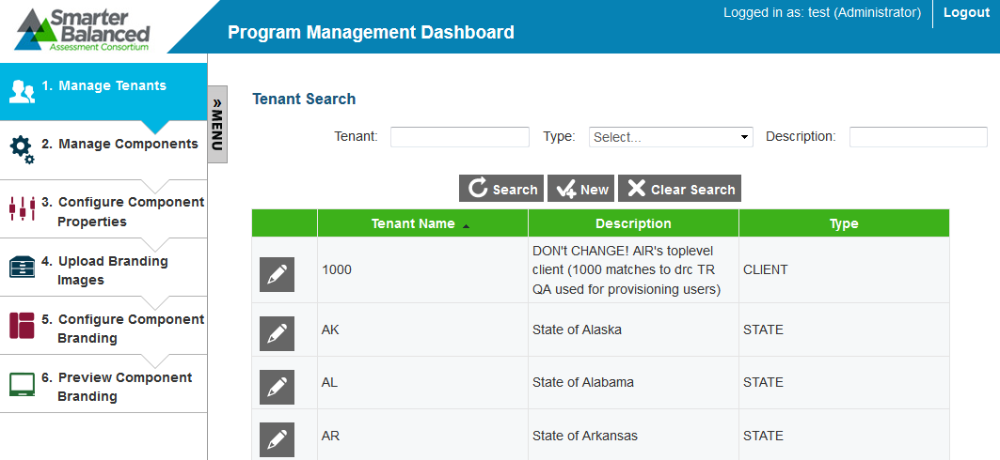 Smarter
Balanced
Assessment Consortium
Program Management Dashboard
Logged in as: test (Administrator)
Logout
1. Manage Tenants
2. Manage Components
3. Configure Component
Properties
4. Upload Branding
Images
5. Configure Component
Branding
6. Preview Component
Branding
» MENU
Tenant Search
Tenant:
Type:
Select...
Description:
Search
New
Clear Search
Tenant Name
Description
Type
1000
DON't CHANGE! AIR's toplevel
client (1000 matches to drc TR
QA used for provisioning users)
CLIENT
AK
State of Alaska
STATE
AL
State of Alabama
STATE
AR
State of Arkansas
STATE